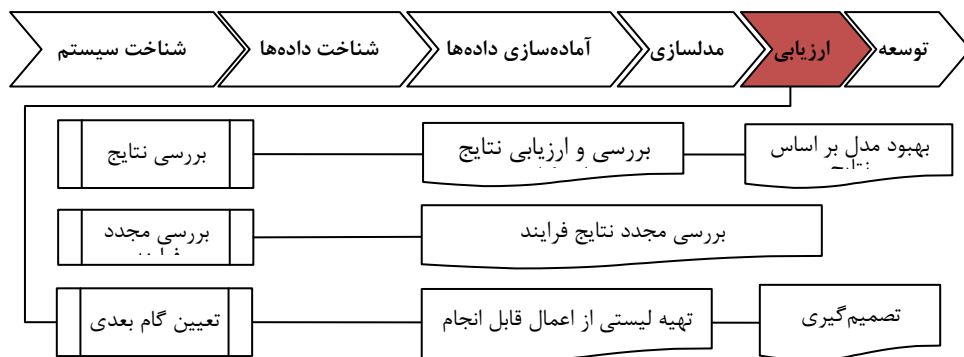 شناخت سیستم
شناخت داده‌ها
آماده‌سازی داده‌ها
مدلسازی
ارزیابی
توسعه
بررسی نتایج
بررسی و ارزیابی نتایج
بهبود مدل بر اساس
نتایج
بررسی مجدد
فرایند
بررسی مجدد نتایج فرایند
تعیین گام بعدی
تهیه لیستی از اعمال قابل انجام
تصمیم‌گیری